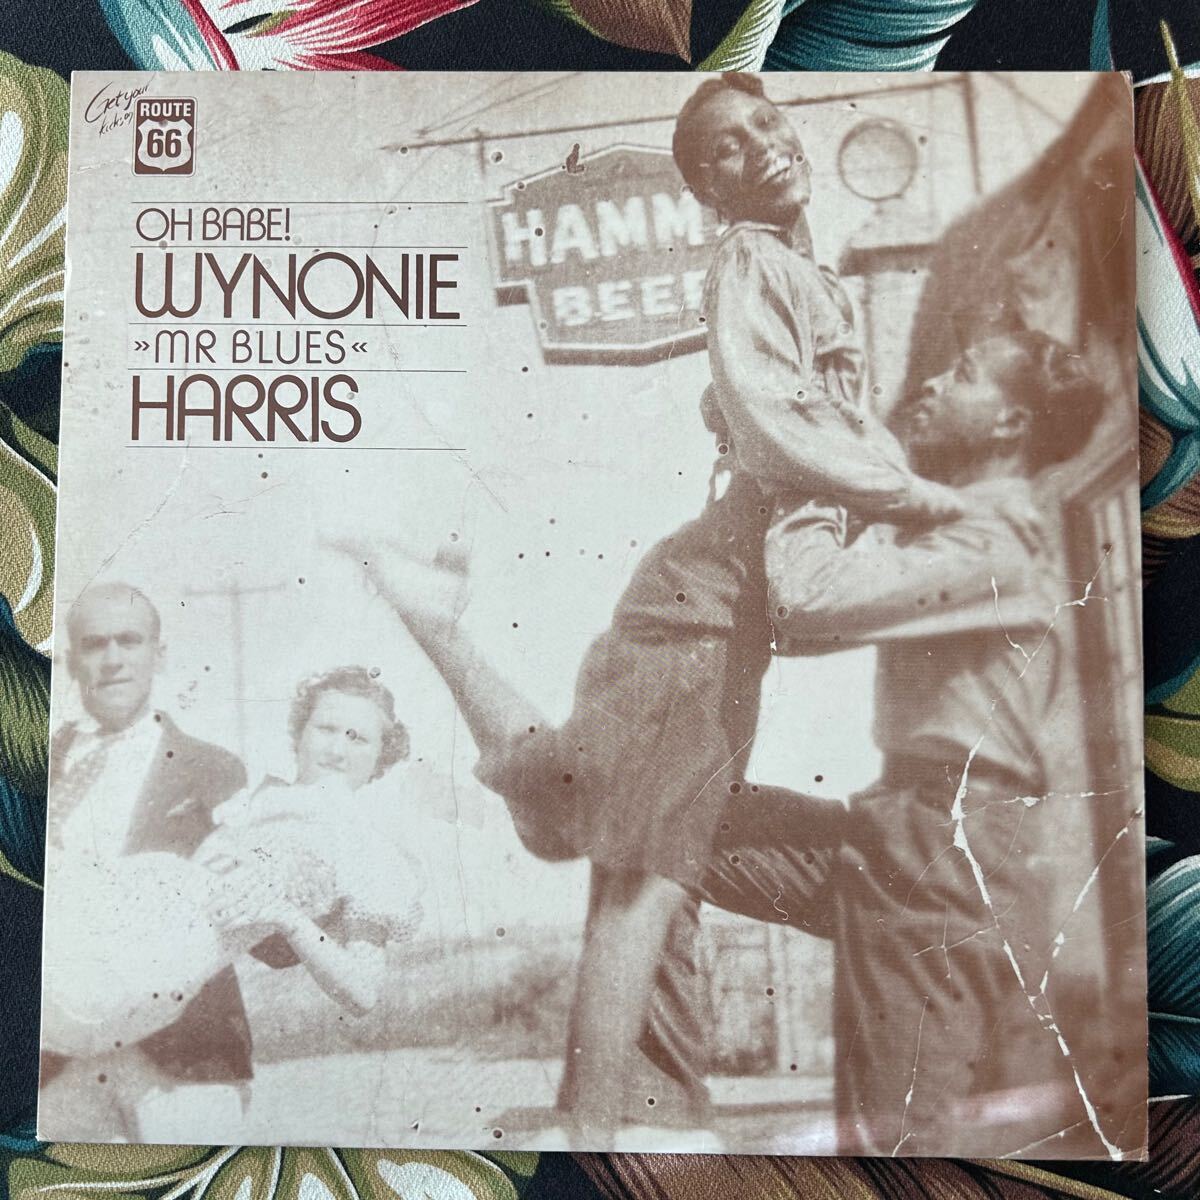 Get your
kicks on
ROUTE
66
OH BABE!
WYNONIE
»MR BLUES«
HARRIS
HAMM
BEER